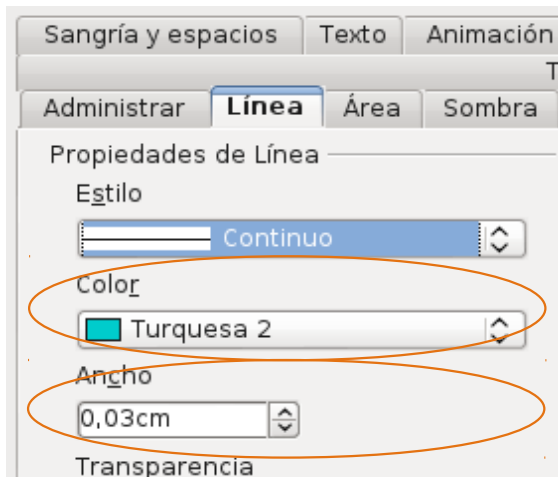 Sangría y espacios Texto Animación
T
Administrar Línea Área Sombra
Propiedades de Línea
Estilo
Continuo
Color
Turquesa 2
Ancho
0,03cm
Transparencia